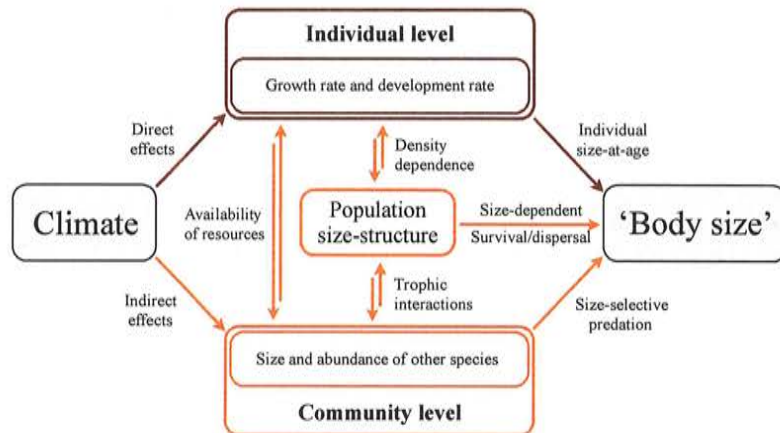 Individual level
Growth rate and development rate
Direct
effects
Density
dependence
Individual
size-at-age
Climate
Availability
of resources
Population
size-structure
Size-dependent
Survival/dispersal
‘Body size’
Indirect
effects
Trophic
interactions
Size-selective
predation
Size and abundance of other species
Community level